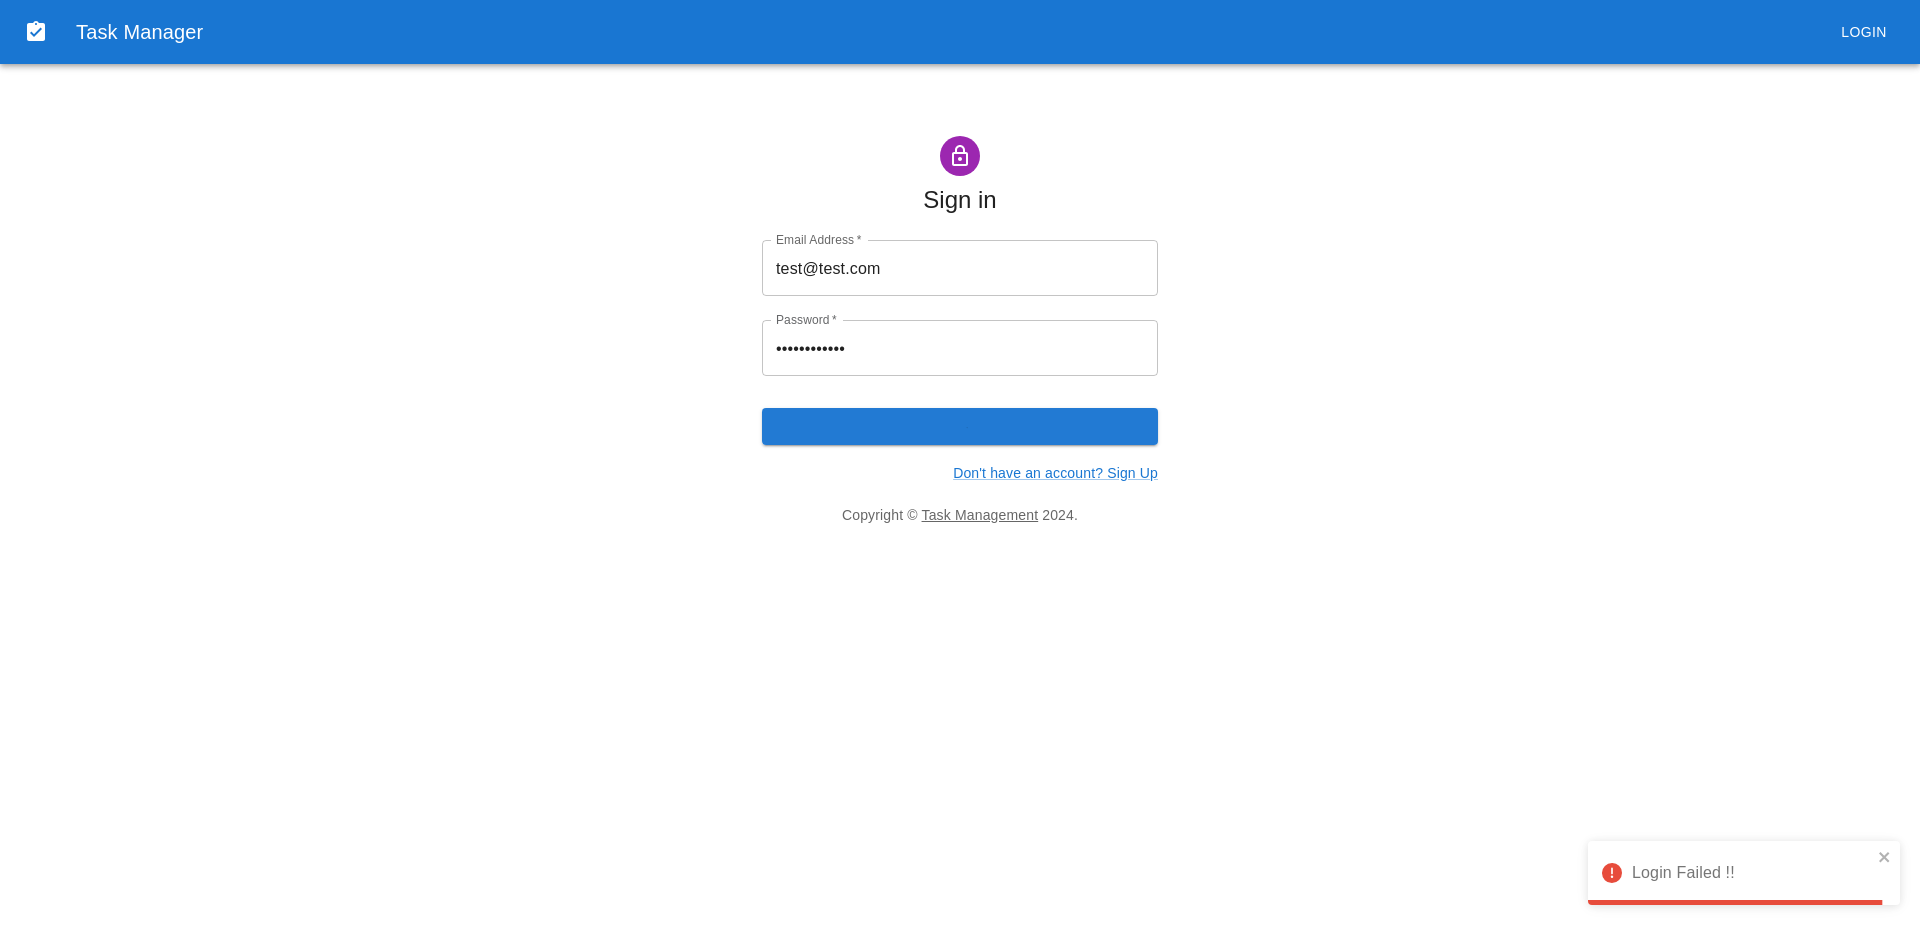 Task Manager
LOGIN
Sign in
Email Address *
test@test.com
Password *
••••••••••••
Don't have an account? Sign Up
Copyright © Task Management 2024.
Login Failed !!